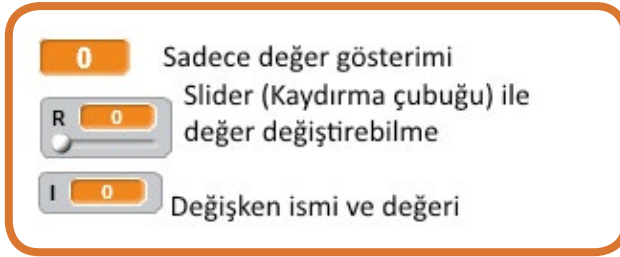 0 Sadece değer gösterimi
R 0 Slider (Kaydırma çubuğu) ile
değer değiştirebilme
I 0 Değişken ismi ve değeri